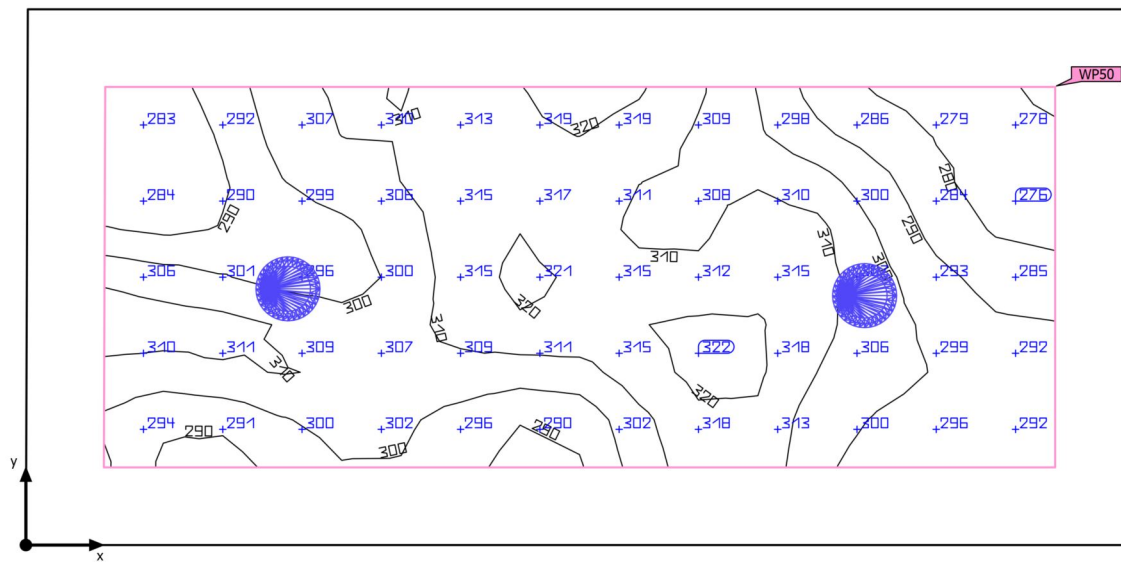 WP50
+283 +292 +307 +310 310 +313 +319 320 +319 +309 +298 +286 +279 +278
+284 +290 290 +299 +306 +315 +317 +311 +308 +310 +300 +284 280 276
+306 +301 +300 300 +315 +321 320 +315 310 +312 +315 310 300 290 +293 +285
+310 +311 310 +309 +307 310 +309 +311 +315 322 320 +318 +306 +299 +292
+294 290 +291 +300 300 +302 +296 +290 290 +302 +318 +313 +300 +296 +292
y
x